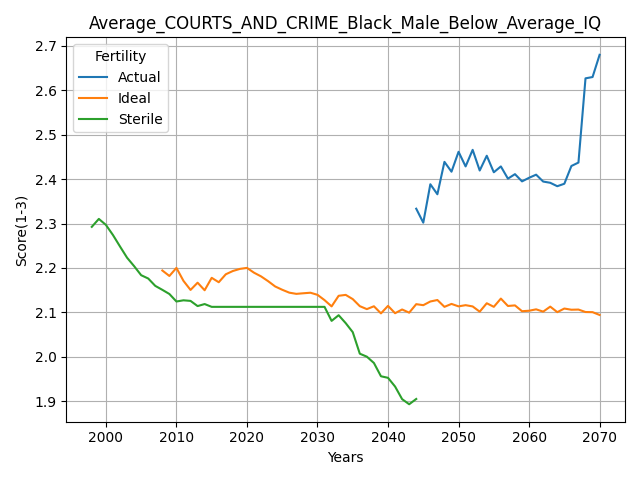 Average_COURTS_AND_CRIME_Black_Male_Below_Average_IQ
Fertility
Actual
Ideal
Sterile
Score(1-3)
2.7
2.6
2.5
2.4
2.3
2.2
2.1
2.0
1.9
2000 2010 2020 2030 2040 2050 2060 2070
Years